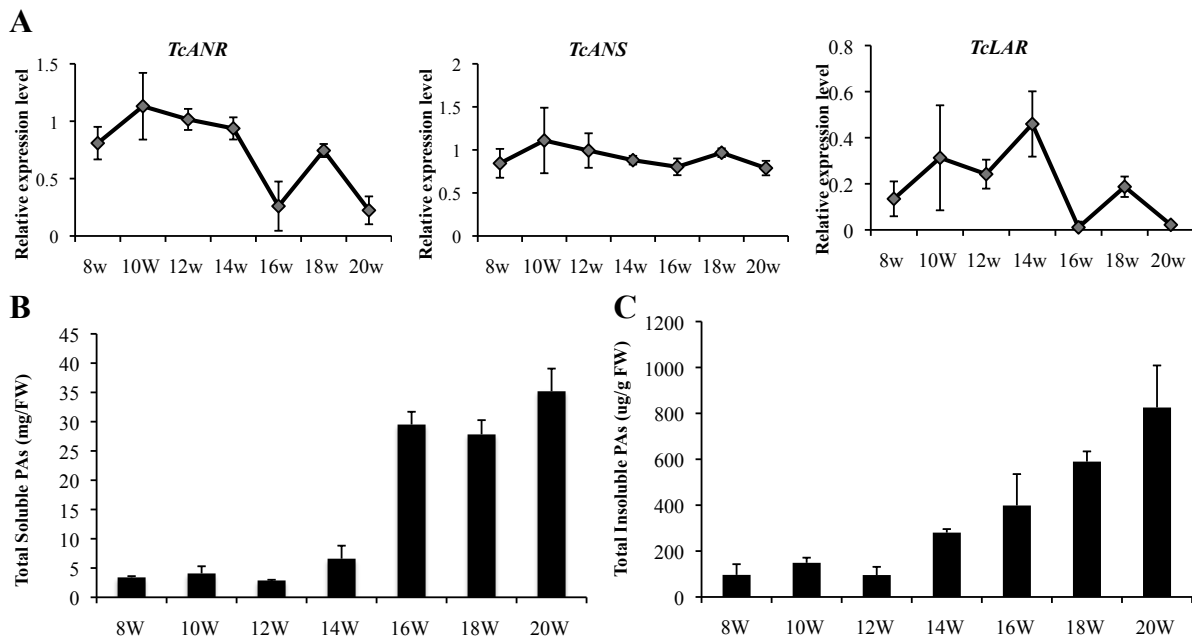 A
TcANR
Relative expression level
1.5
1
0.5
0
8w 10W 12w 14w 16w 18w 20w
TcANS
Relative expression level
2
1.5
1
0.5
0
8w 10W 12w 14w 16w 18w 20w
TcLAR
Relative expression level
0.8
0.6
0.4
0.2
0
8w 10W 12w 14w 16w 18w 20w
B
Total Soluble PAs (mg/FW)
45
40
35
30
25
20
15
10
5
0
8W 10W 12W 14W 16W 18W 20W
C
Total Insoluble PAs (ug/g FW)
1200
1000
800
600
400
200
0
8W 10W 12W 14W 16W 18W 20W